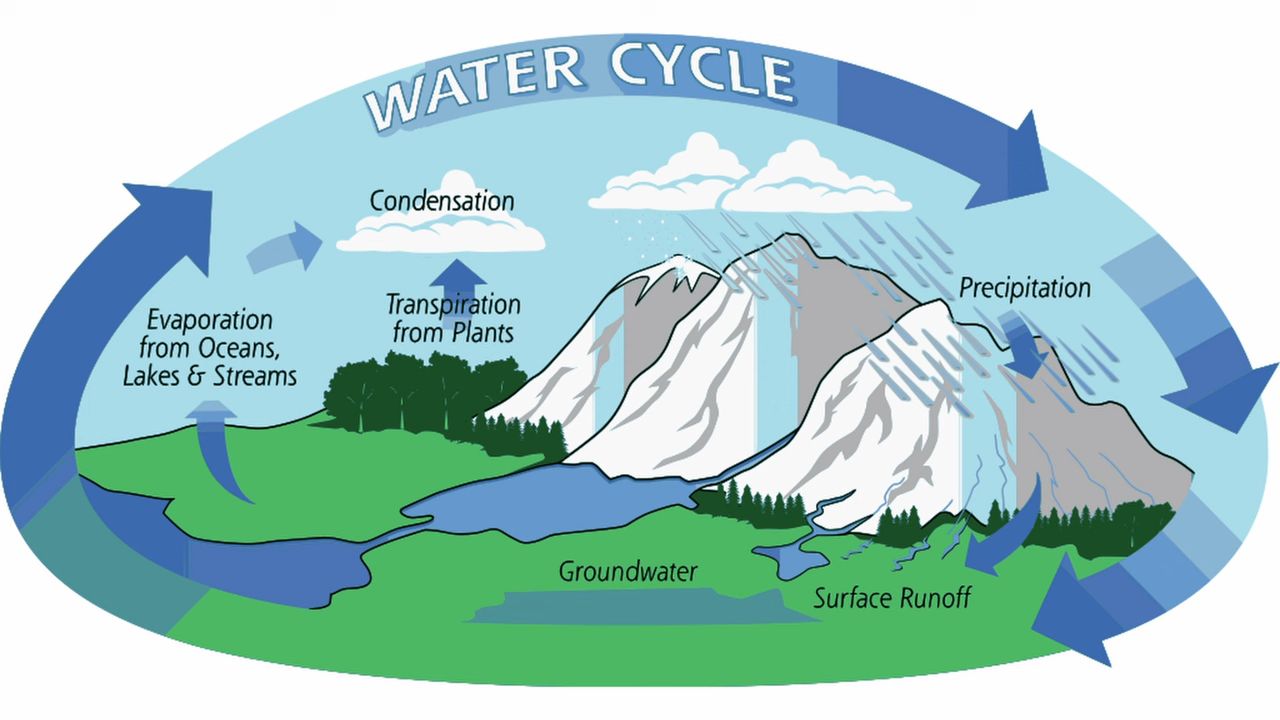 WATER CYCLE
Condensation
Precipitation
Transpiration
from Plants
Evaporation
from Oceans,
Lakes & Streams
Groundwater
Surface Runoff